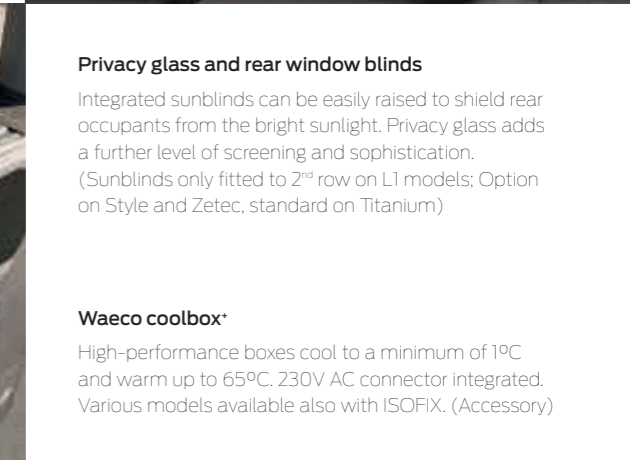 Privacy glass and rear window blinds
Integrated sunblinds can be easily raised to shield rear
occupants from the bright sunlight. Privacy glass adds
a further level of screening and sophistication.
(Sunblinds only fitted to 2nd row on L1 models; Option
on Style and Zetec, standard on Titanium)
Waeco coolbox+
High-performance boxes cool to a minimum of 1ºC
and warm up to 65ºC. 230V AC connector integrated.
Various models available also with ISOFIX. (Accessory)